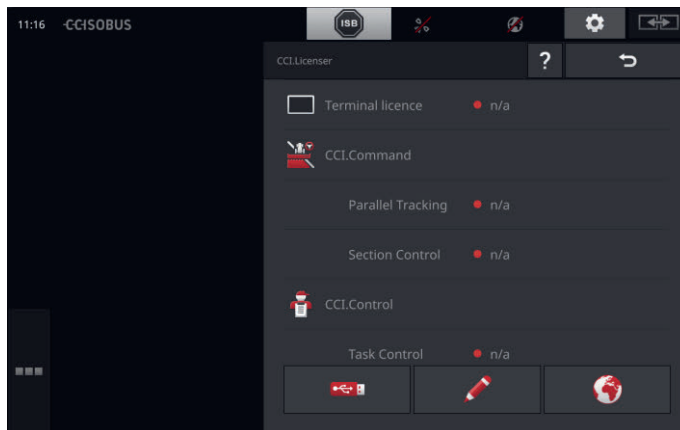 11:16 CCISOBUS
ISB
CCI.Licenser ?
Terminal licence n/a
CCI.Command
Parallel Tracking n/a
Section Control n/a
CCI.Control
Task Control n/a